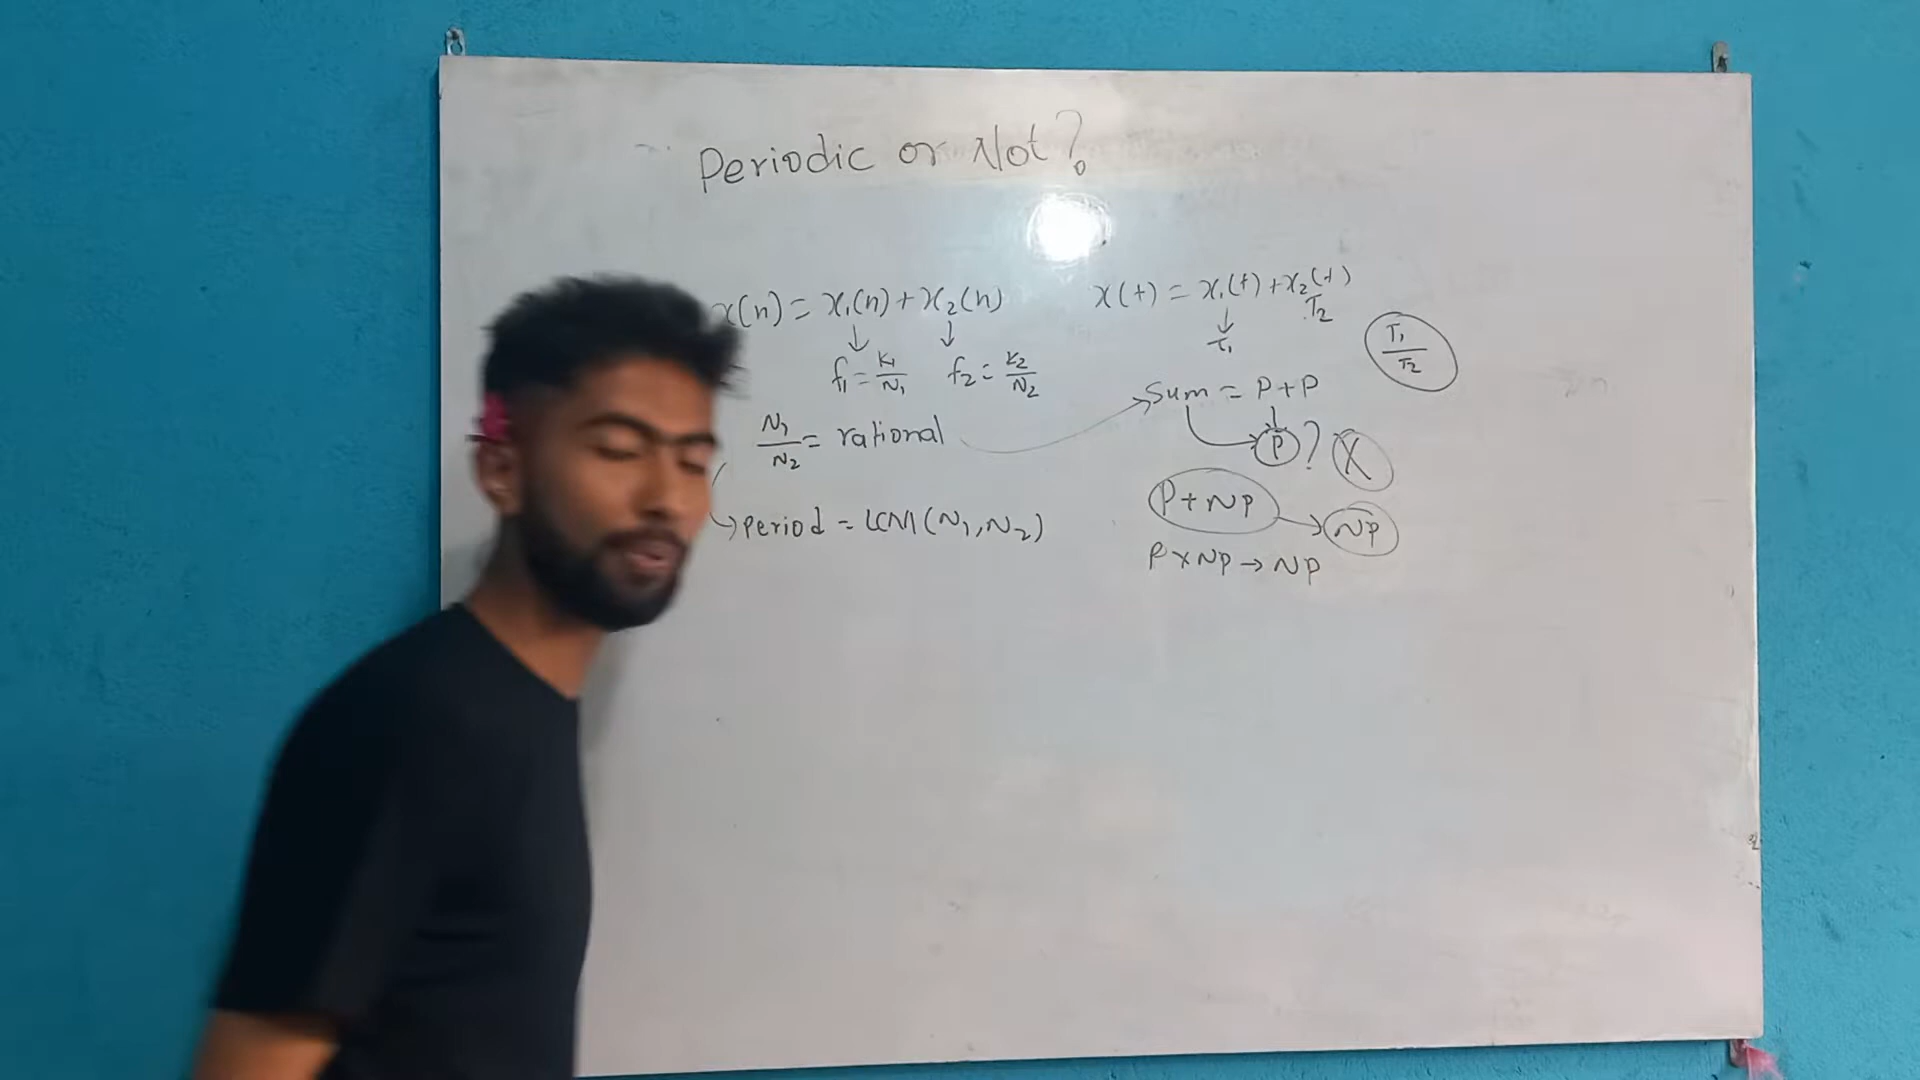 Periodic or Not?
x(n) = x₁(n) + x₂(n)
f₁ = K₁/N₁ f₂ = K₂/N₂
N₁/N₂ = rational
Period = LCM(N₁, N₂)
x(t) = x₁(t) + x₂(t)
T₁ T₂
T₁/T₂
Sum = P + P
P ? X
P + NP → NP
P x NP → NP